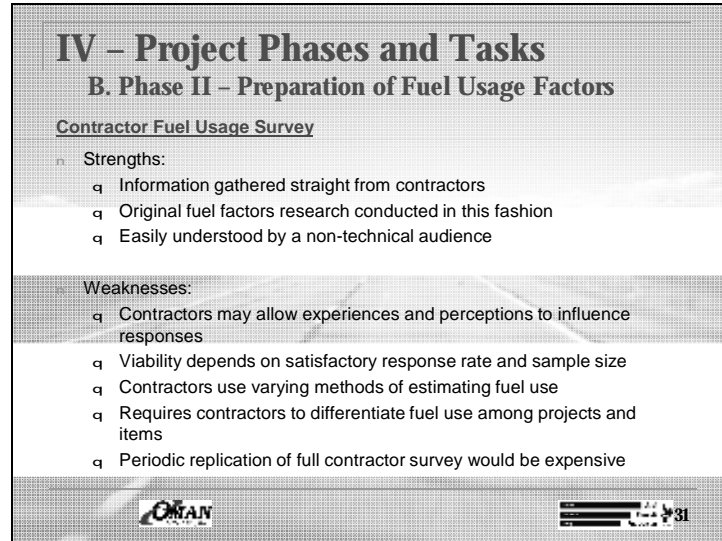 IV – Project Phases and Tasks
B. Phase II – Preparation of Fuel Usage Factors
Contractor Fuel Usage Survey
n Strengths:
q Information gathered straight from contractors
q Original fuel factors research conducted in this fashion
q Easily understood by a non-technical audience
n Weaknesses:
q Contractors may allow experiences and perceptions to influence
responses
q Viability depends on satisfactory response rate and sample size
q Contractors use varying methods of estimating fuel use
q Requires contractors to differentiate fuel use among projects and
items
q Periodic replication of full contractor survey would be expensive
OMAN
31